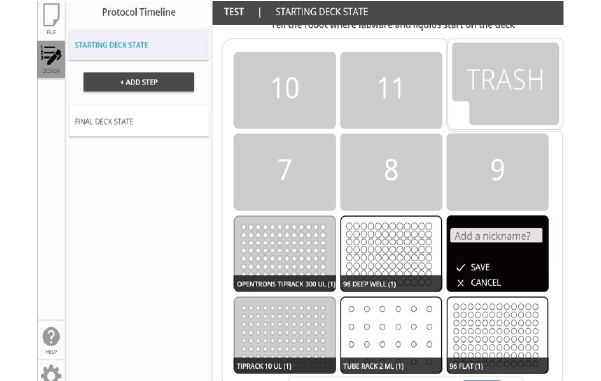 FILE
DESIGN
HELP
Protocol Timeline
STARTING DECK STATE
+ ADD STEP
FINAL DECK STATE
TEST | STARTING DECK STATE
Tell the robot where labware and liquids start on the deck
10
11
TRASH
7
8
9
OPENTRONS TIPRACK 300 UL (1)
96 DEEP WELL (1)
Add a nickname?
✓ SAVE
X CANCEL
TIPRACK 10 UL (1)
TUBE RACK 2 ML (1)
96 FLAT (1)